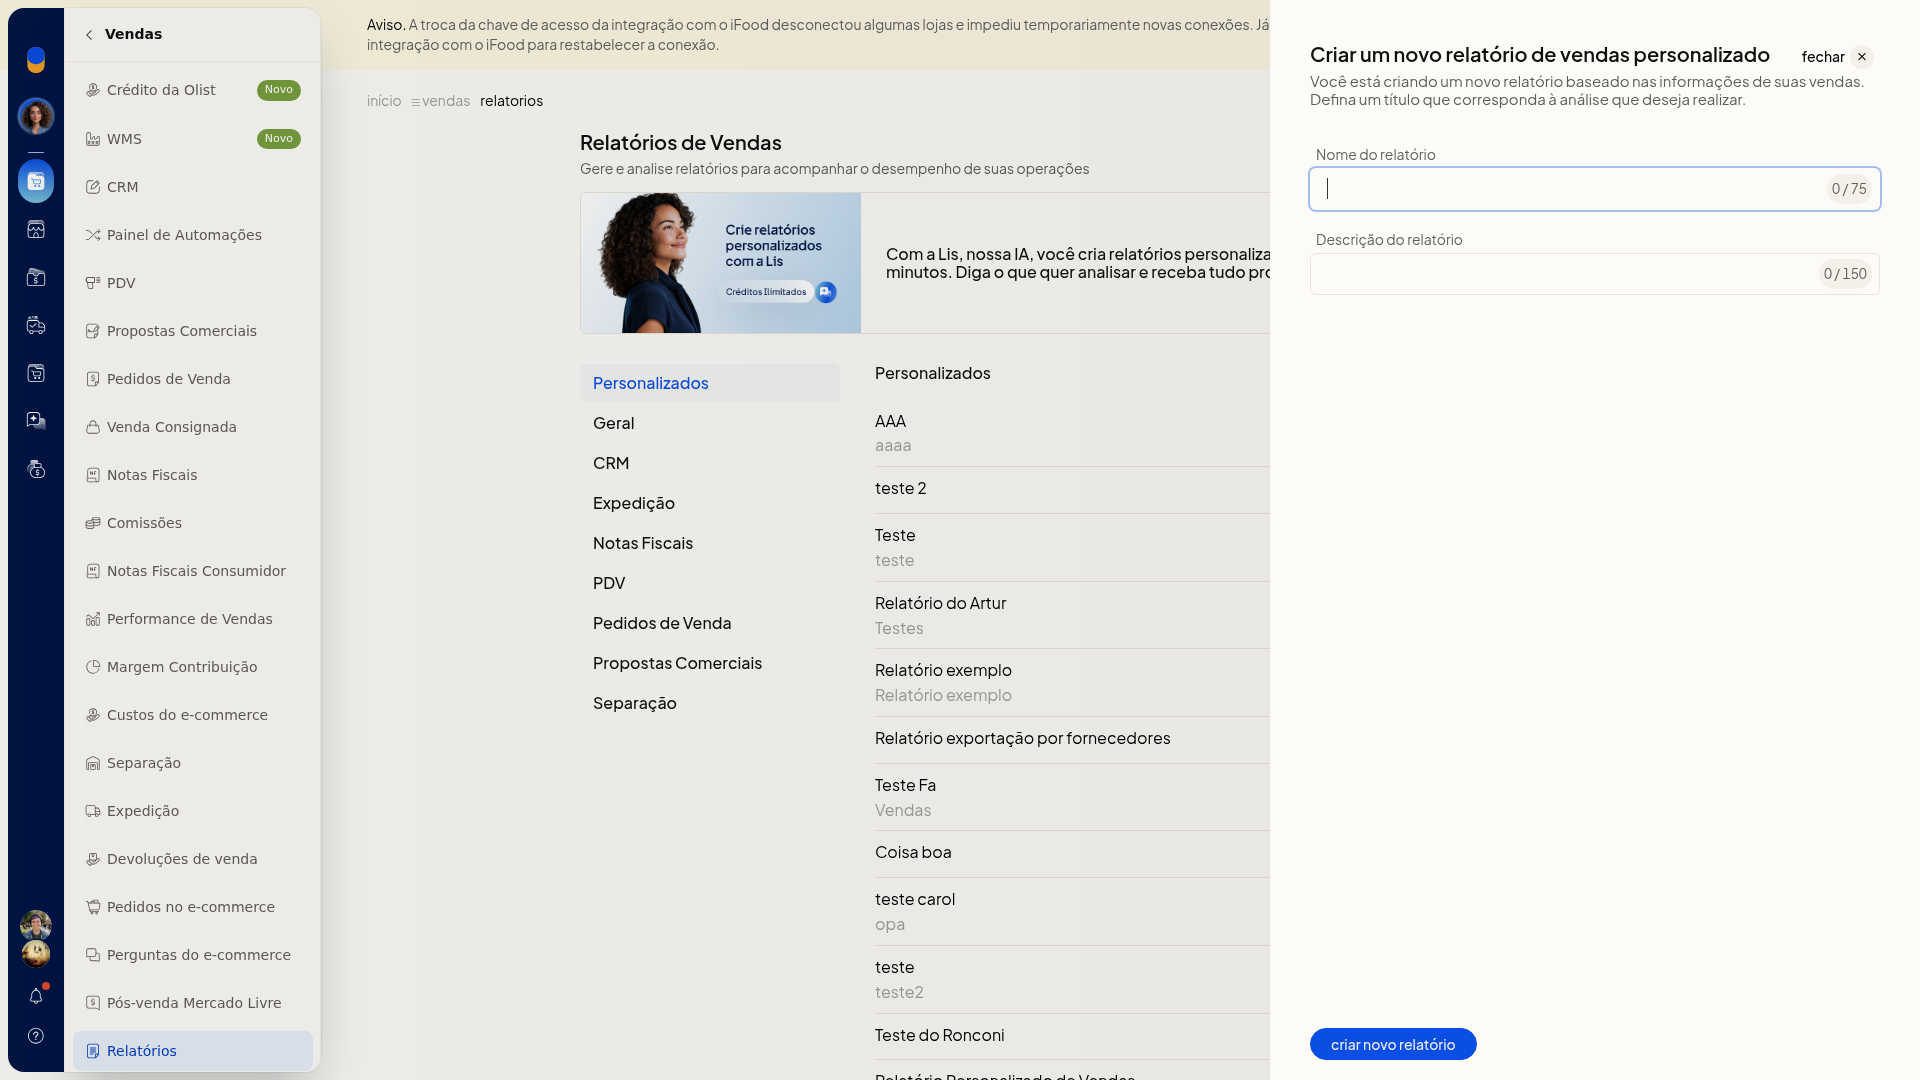 Vendas
Crédito da Olist
Novo
WMS
Novo
CRM
Painel de Automações
PDV
Propostas Comerciais
Pedidos de Venda
Venda Consignada
Notas Fiscais
Comissões
Notas Fiscais Consumidor
Performance de Vendas
Margem Contribuição
Custos do e-commerce
Separação
Expedição
Devoluções de venda
Pedidos no e-commerce
Perguntas do e-commerce
Pós-venda Mercado Livre
Relatórios
Aviso. A troca da chave de acesso da integração com o iFood desconectou algumas lojas e impediu temporariamente novas conexões. Já
integração com o iFood para restabelecer a conexão.
início vendas relatorios
Relatórios de Vendas
Gere e analise relatórios para acompanhar o desempenho de suas operações
Crie relatórios
personalizados
com a Lis
Créditos Ilimitados
Com a Lis, nossa IA, você cria relatórios personaliza
minutos. Diga o que quer analisar e receba tudo pro
Personalizados
Geral
CRM
Expedição
Notas Fiscais
PDV
Pedidos de Venda
Propostas Comerciais
Separação
Personalizados
AAA
aaaa
teste 2
Teste
teste
Relatório do Artur
Testes
Relatório exemplo
Relatório exemplo
Relatório exportação por fornecedores
Teste Fa
Vendas
Coisa boa
teste carol
opa
teste
teste2
Teste do Ronconi
Relatório Personalizado de Vendas
Criar um novo relatório de vendas personalizado
fechar
Você está criando um novo relatório baseado nas informações de suas vendas.
Defina um título que corresponda à análise que deseja realizar.
Nome do relatório
0 / 75
Descrição do relatório
0 / 150
criar novo relatório